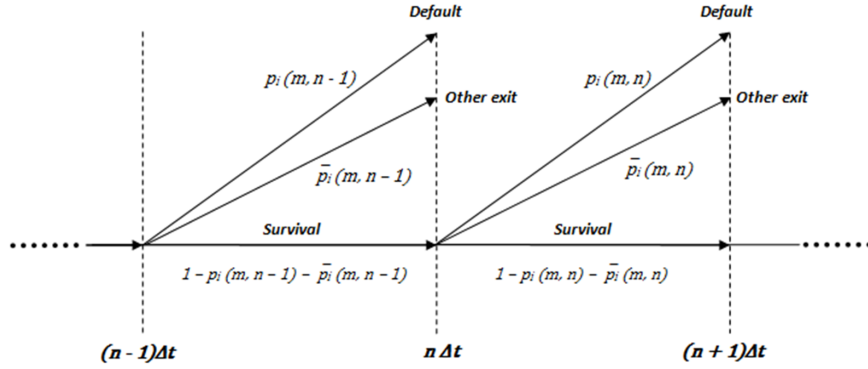 Default
Default
pᵢ (m, n - 1)
pᵢ (m, n)
Other exit
Other exit
p̄ᵢ (m, n – 1)
p̄ᵢ (m, n)
Survival
Survival
1 – pᵢ (m, n – 1) – p̄ᵢ (m, n – 1)
1 – pᵢ (m, n) – p̄ᵢ (m, n)
(n - 1)Δt
n Δt
(n + 1)Δt